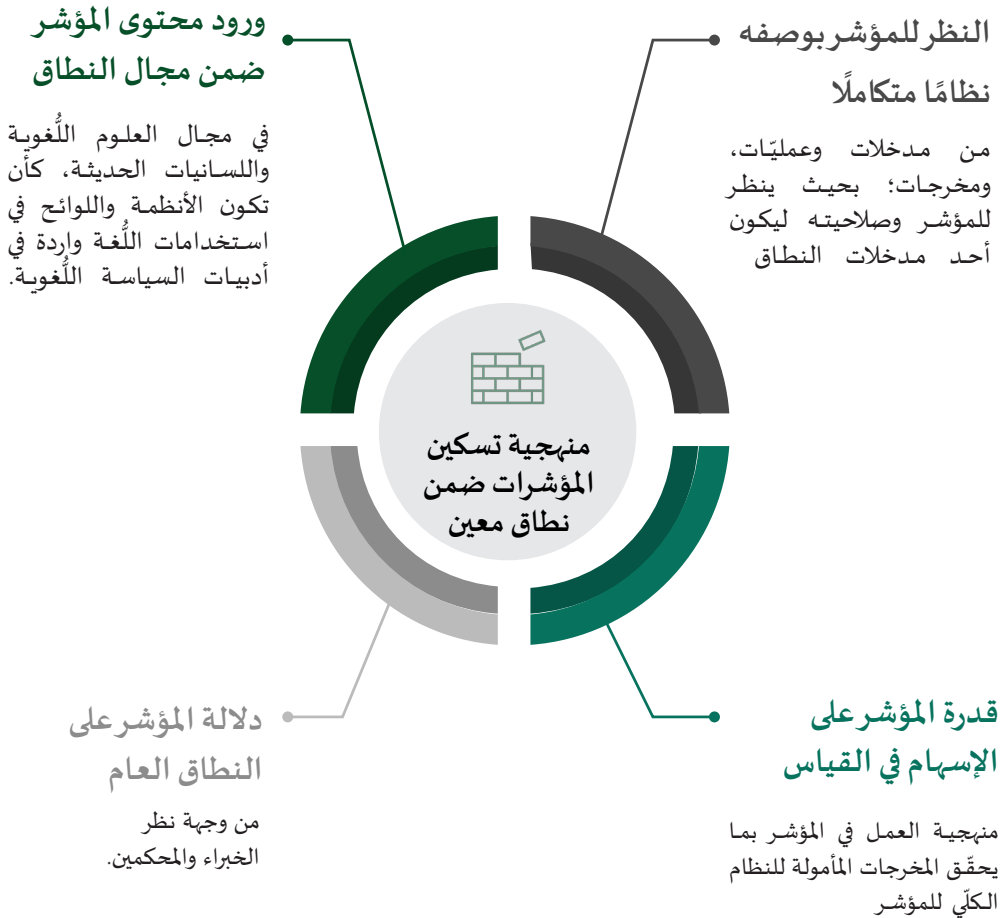 النظر للمؤشر بوصفه
نظامًا متكاملًا
من مدخلات وعمليّات،
ومخرجات؛ بحيث ينظر
للمؤشر وصلاحيته ليكون
أحد مدخلات النطاق
ورود محتوى المؤشر
ضمن مجال النطاق
في مجال العلوم اللُّغوية
واللسانيات الحديثة، كأن
تكون الأنظمة واللوائح في
استخدامات اللُّغة واردة في
أدبيات السياسة اللُّغوية.
منهجية تسكين
المؤشرات ضمن
نطاق معين
قدرة المؤشر على
الإسهام في القياس
منهجية العمل في المؤشر بما
يحقّق المخرجات المأمولة للنظام
الكلّي للمؤشر
دلالة المؤشر على
النطاق العام
من وجهة نظر
الخبراء والمحكمين.